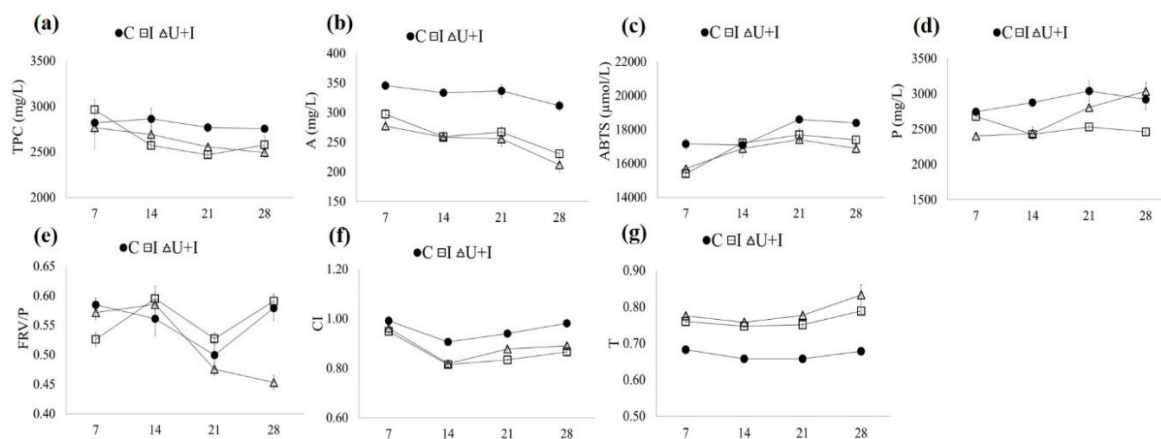 (a)
●C □I △U+I
TPC (mg/L)
3500
3000
2500
2000
7 14 21 28
(b)
●C □I △U+I
A (mg/L)
400
350
300
250
200
150
7 14 21 28
(c)
●C □I △U+I
ABTS (µmol/L)
22000
20000
18000
16000
14000
7 14 21 28
(d)
●C □I △U+I
P (mg/L)
3500
3000
2500
2000
1500
7 14 21 28
(e)
●C □I △U+I
FRV/P
0.65
0.60
0.55
0.50
0.45
0.40
7 14 21 28
(f)
●C □I △U+I
CI
1.20
1.00
0.80
0.60
7 14 21 28
(g)
●C □I △U+I
T
0.90
0.80
0.70
0.60
0.50
7 14 21 28